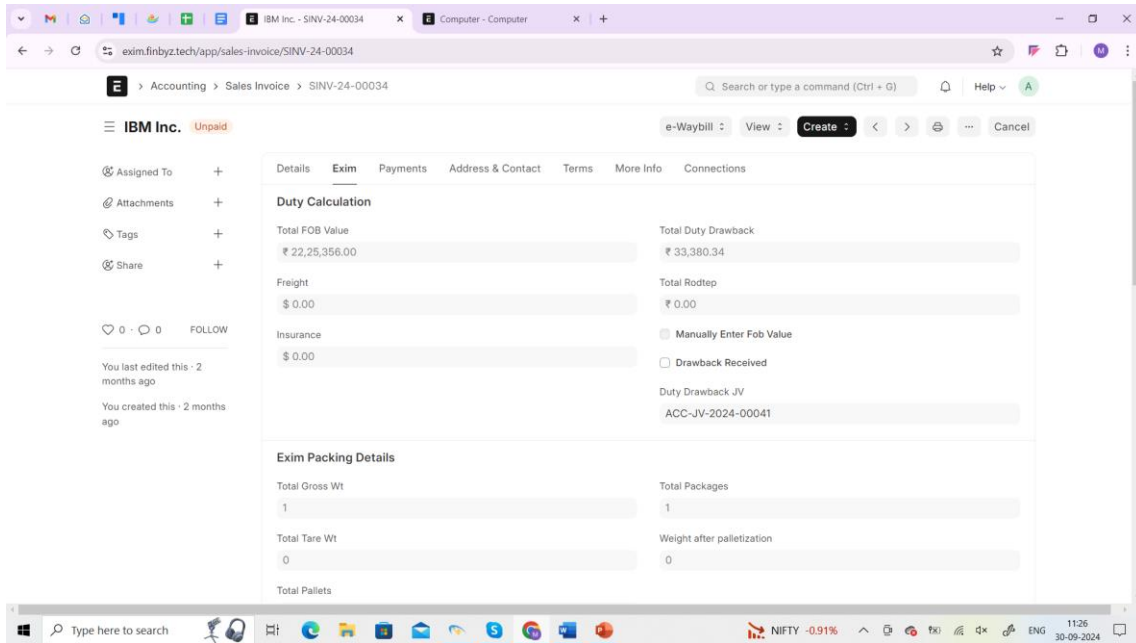 IBM Inc. - SINV-24-00034
Computer - Computer
exim.finbyz.tech/app/sales-invoice/SINV-24-00034
M
E > Accounting > Sales Invoice > SINV-24-00034
Search or type a command (Ctrl + G)
Help
A
IBM Inc. Unpaid
e-Waybill
View
Create
Cancel
Assigned To
Attachments
Tags
Share
0 · 0 FOLLOW
You last edited this · 2
months ago
You created this · 2 months
ago
Details Exim Payments Address & Contact Terms More Info Connections
Duty Calculation
Total FOB Value
₹ 22,25,356.00
Total Duty Drawback
₹ 33,380.34
Freight
$ 0.00
Total Rodtep
₹ 0.00
Insurance
$ 0.00
Manually Enter Fob Value
Drawback Received
Duty Drawback JV
ACC-JV-2024-00041
Exim Packing Details
Total Gross Wt
1
Total Packages
1
Total Tare Wt
0
Weight after palletization
0
Total Pallets
Type here to search
NIFTY -0.91%
ENG
11:26
30-09-2024